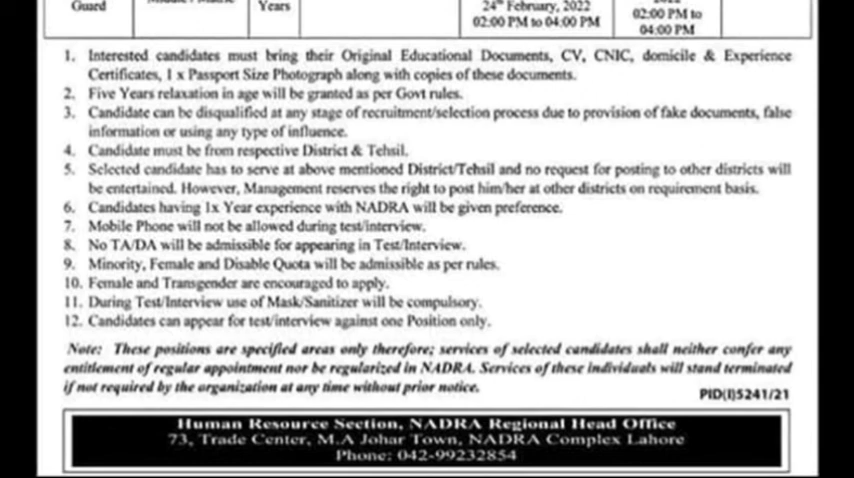 Guard
Years
24th February, 2022
02:00 PM to 04:00 PM
2022
02:00 PM to
04:00 PM
1. Interested candidates must bring their Original Educational Documents, CV, CNIC, domicile & Experience
Certificates, 1 x Passport Size Photograph along with copies of these documents.
2. Five Years relaxation in age will be granted as per Govt rules.
3. Candidate can be disqualified at any stage of recruitment/selection process due to provision of fake documents, false
information or using any type of influence.
4. Candidate must be from respective District & Tehsil.
5. Selected candidate has to serve at above mentioned District/Tehsil and no request for posting to other districts will
be entertained. However, Management reserves the right to post him/her at other districts on requirement basis.
6. Candidates having 1x Year experience with NADRA will be given preference.
7. Mobile Phone will not be allowed during test/interview.
8. No TA/DA will be admissible for appearing in Test/Interview.
9. Minority, Female and Disable Quota will be admissible as per rules.
10. Female and Transgender are encouraged to apply.
11. During Test/Interview use of Mask/Sanitizer will be compulsory.
12. Candidates can appear for test/interview against one Position only.
Note: These positions are specified areas only therefore; services of selected candidates shall neither confer any
entitlement of regular appointment nor be regularized in NADRA. Services of these individuals will stand terminated
if not required by the organization at any time without prior notice.
PID(I)5241/21
Human Resource Section, NADRA Regional Head Office
73, Trade Center, M.A Johar Town, NADRA Complex Lahore
Phone: 042-99232854